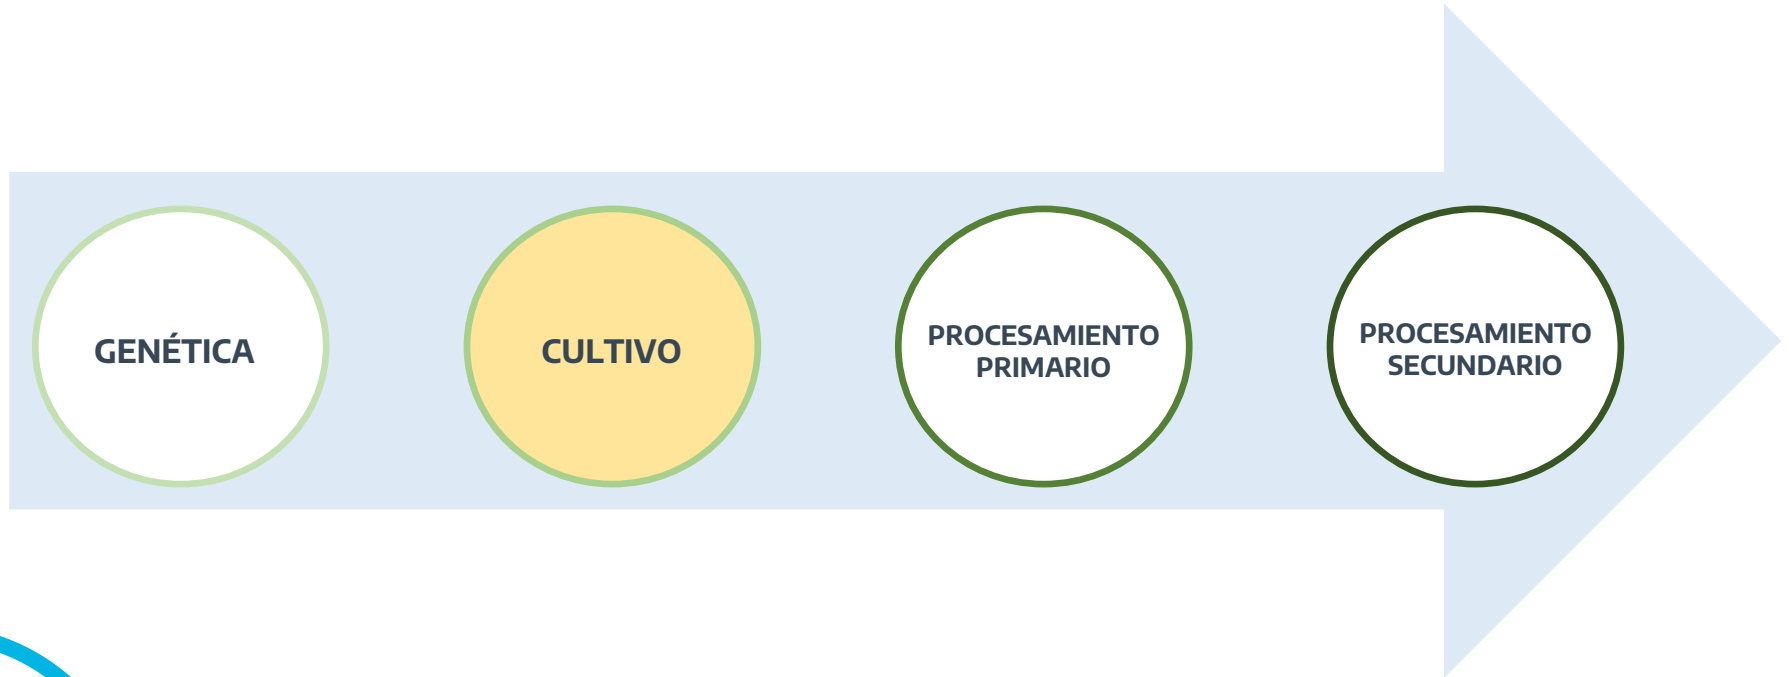 GENÉTICA
CULTIVO
PROCESAMIENTO
PRIMARIO
PROCESAMIENTO
SECUNDARIO